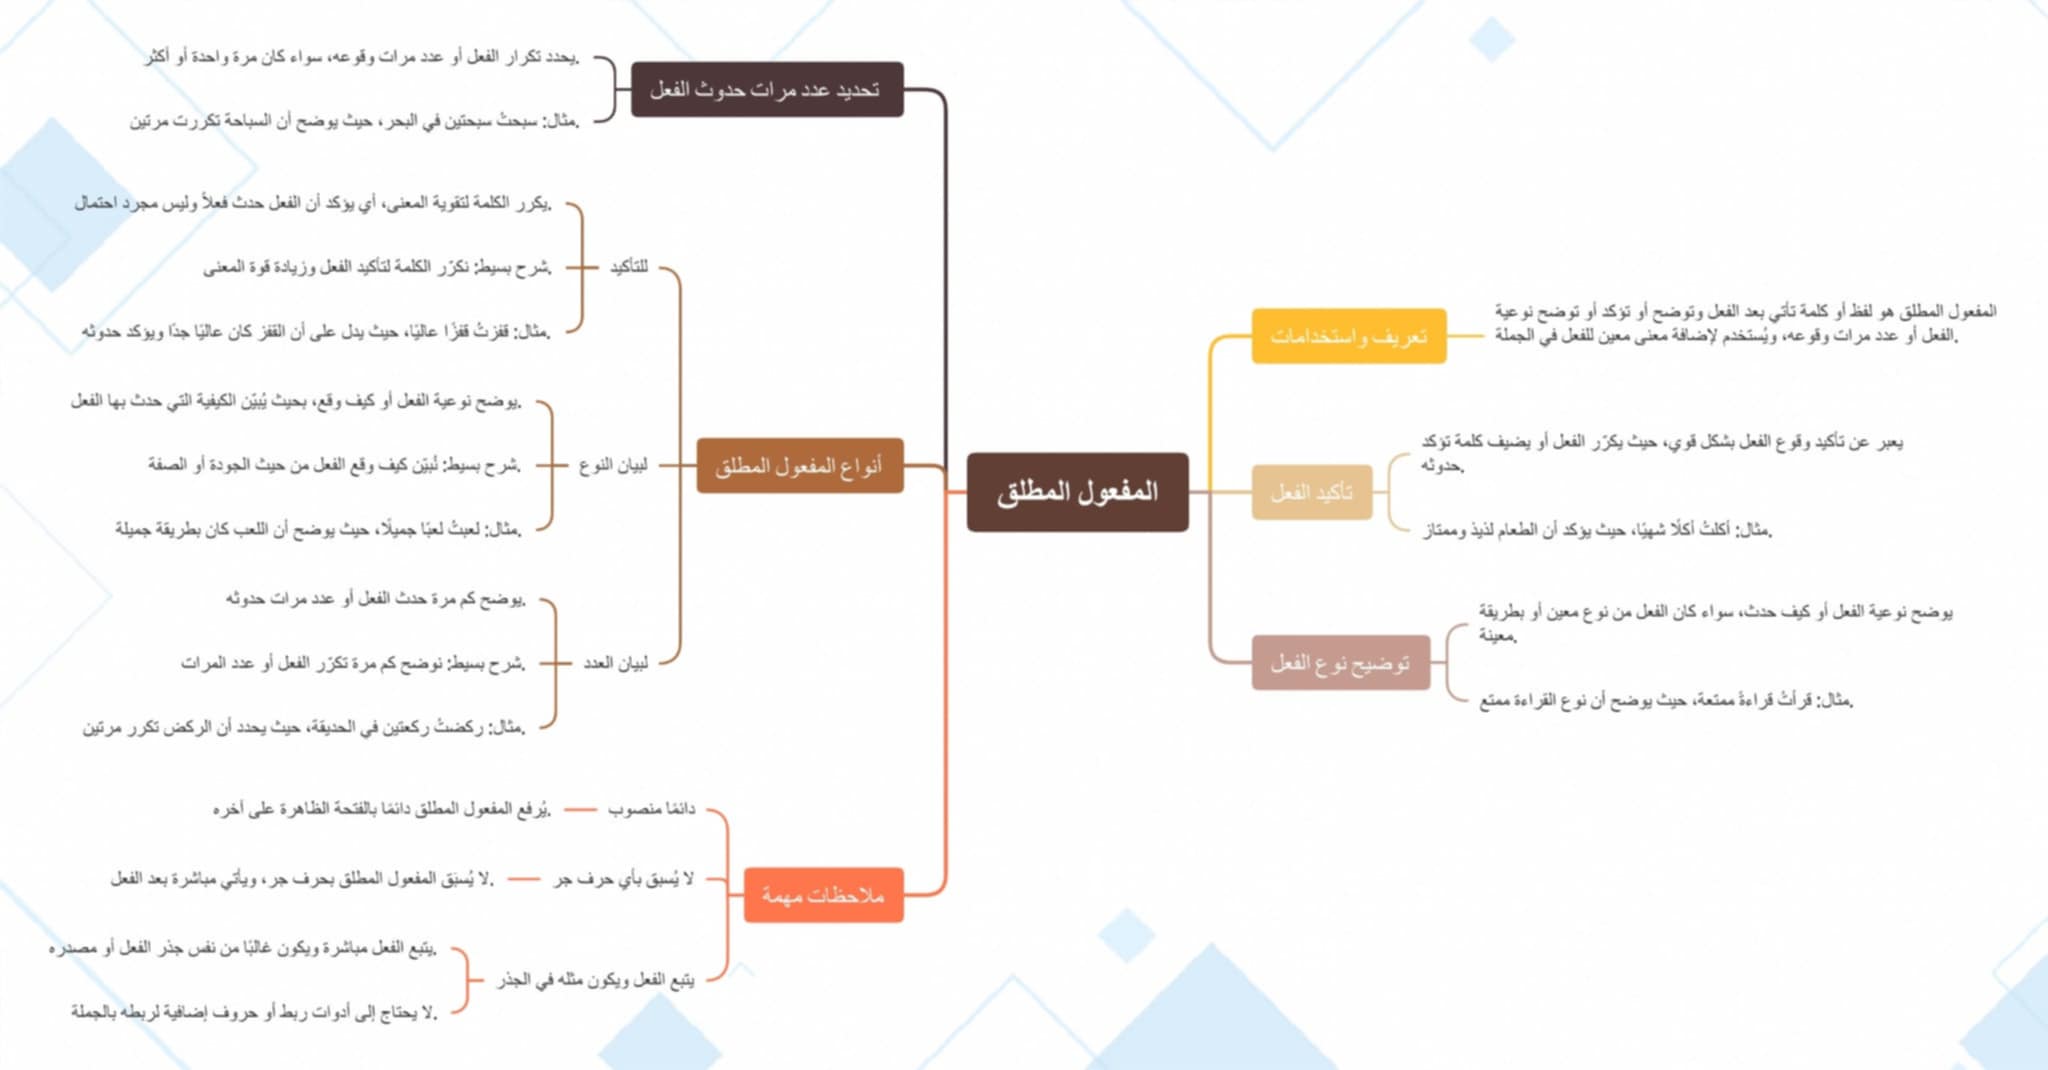 المفعول المطلق
تعريف واستخدامات
المفعول المطلق هو لفظ أو كلمة تأتي بعد الفعل وتوضح أو تؤكد أو توضح نوعية
الفعل أو عدد مرات وقوعه، ويُستخدم لإضافة معنى معين للفعل في الجملة.
تأكيد الفعل
يعبر عن تأكيد وقوع الفعل بشكل قوي، حيث يكرّر الفعل أو يضيف كلمة تؤكد
حدوثه.
مثال: أكلتُ أكلًا شهيًا، حيث يؤكد أن الطعام لذيذ وممتاز.
توضيح نوع الفعل
يوضح نوعية الفعل أو كيف حدث، سواء كان الفعل من نوع معين أو بطريقة
معينة.
مثال: قرأتُ قراءةً ممتعة، حيث يوضح أن نوع القراءة ممتع.
تحديد عدد مرات حدوث الفعل
يحدد تكرار الفعل أو عدد مرات وقوعه، سواء كان مرة واحدة أو أكثر.
مثال: سبحتُ سبحتين في البحر، حيث يوضح أن السباحة تكررت مرتين.
أنواع المفعول المطلق
للتأكيد
يكرر الكلمة لتقوية المعنى، أي يؤكد أن الفعل حدث فعلاً وليس مجرد احتمال.
شرح بسيط: نكرّر الكلمة لتأكيد الفعل وزيادة قوة المعنى.
مثال: قفزتُ قفزًا عاليًا، حيث يدل على أن القفز كان عاليًا جدًا ويؤكد حدوثه.
لبيان النوع
يوضح نوعية الفعل أو كيف وقع، بحيث يُبيّن الكيفية التي حدث بها الفعل.
شرح بسيط: نُبيّن كيف وقع الفعل من حيث الجودة أو الصفة.
مثال: لعبتُ لعبًا جميلًا، حيث يوضح أن اللعب كان بطريقة جميلة.
لبيان العدد
يوضح كم مرة حدث الفعل أو عدد مرات حدوثه.
شرح بسيط: نوضح كم مرة تكرّر الفعل أو عدد المرات.
مثال: ركضتُ ركعتين في الحديقة، حيث يحدد أن الركض تكرر مرتين.
ملاحظات مهمة
دائمًا منصوب
يُرفع المفعول المطلق دائمًا بالفتحة الظاهرة على آخره.
لا يُسبق بأي حرف جر
لا يُسبَق المفعول المطلق بحرف جر، ويأتي مباشرة بعد الفعل.
يتبع الفعل ويكون مثله في الجذر
يتبع الفعل مباشرة ويكون غالبًا من نفس جذر الفعل أو مصدره.
لا يحتاج إلى أدوات ربط أو حروف إضافية لربطه بالجملة.